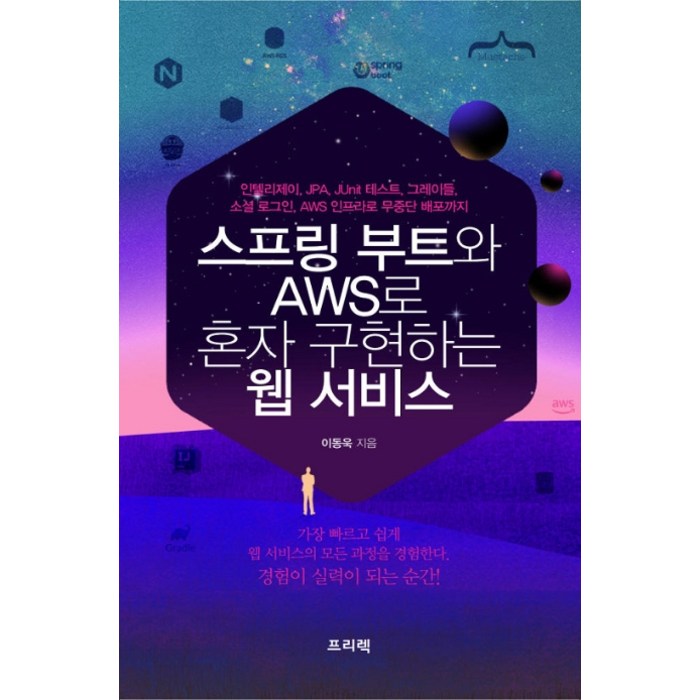 spring
boot
인텔리제이, JPA, JUnit 테스트, 그레이들,
소셜 로그인, AWS 인프라로 무중단 배포까지
스프링 부트와
AWS로
혼자 구현하는
웹 서비스
aws
이동욱 지음
Gradle
가장 빠르고 쉽게
웹 서비스의 모든 과정을 경험한다.
경험이 실력이 되는 순간!
프리렉